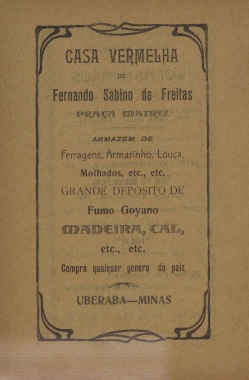 CASA VERMELHA
DE
Fernando Sabino de Freitas
PRAÇA MATRIZ
ARMAZEM DE
Ferragens, Armarinho, Louça,
Molhados, etc., etc.
GRANDE DEPOSITO DE
Fumo Goyano
MADEIRA, CAL,
etc., etc.
Compra qualquer genero do paiz
UBERABA—MINAS